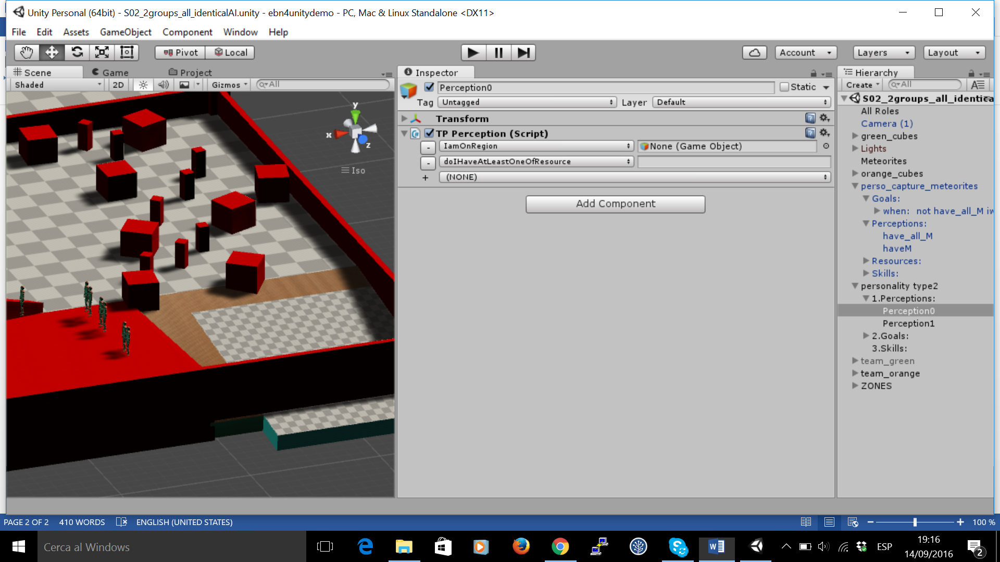 Unity Personal (64bit) - S02_2groups_all_identicalAI.unity - ebn4unitydemo - PC, Mac & Linux Standalone <DX11>
File Edit Assets GameObject Component Window Help
Pivot Local Account Layers Layout
Scene Game Project
Shaded 2D Gizmos All
y
x
z
Iso
Inspector
Perception0 Static
Tag Untagged Layer Default
Transform
TP Perception (Script)
- IamOnRegion None (Game Object)
- doIHaveAtLeastOneOfResource
+ (NONE)
Add Component
Hierarchy
Create All
S02_2groups_all_identica
All Roles
Camera (1)
green_cubes
Lights
Meteorites
orange_cubes
perso_capture_meteorites
Goals:
when: not have_all_M iw
Perceptions:
have_all_M
haveM
Resources:
Skills:
personality type2
1.Perceptions:
Perception0
Perception1
2.Goals:
3.Skills:
team_green
team_orange
ZONES
PAGE 2 OF 2 410 WORDS ENGLISH (UNITED STATES) 100 %
Cerca al Windows ESP 19:16
14/09/2016 2